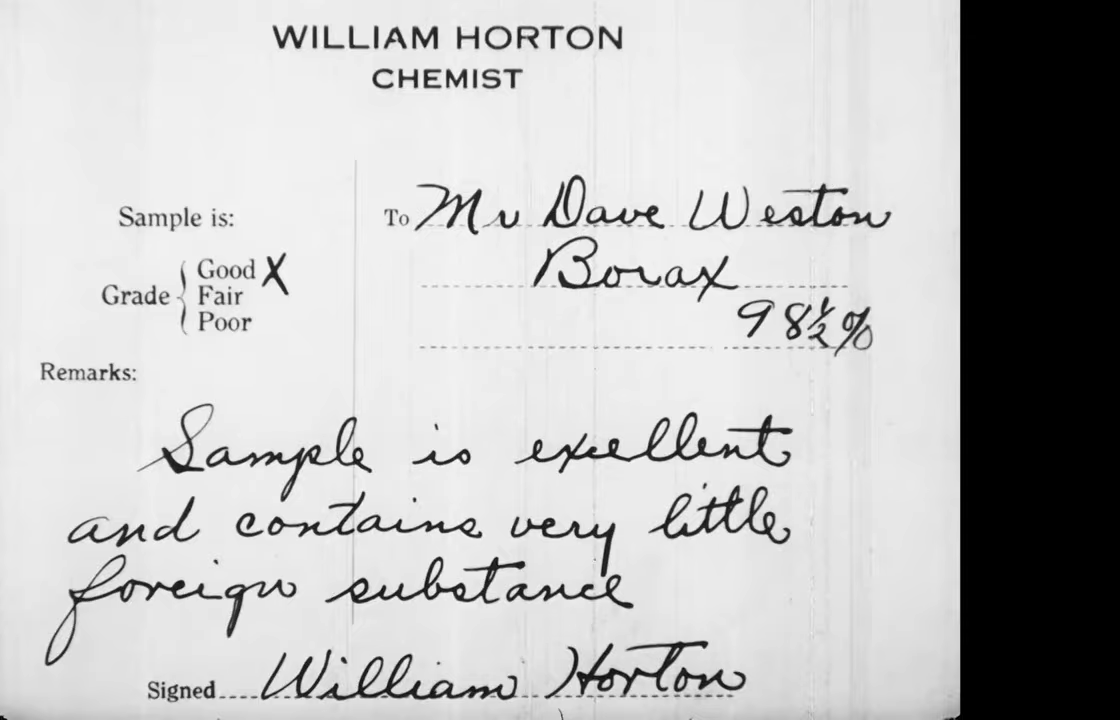 WILLIAM HORTON
CHEMIST
Sample is:
Grade { Good X
Fair
Poor
To Mr Dave Weston
Borax
98½%
Remarks:
Sample is excellent
and contains very little
foreign substance
Signed....William Horton